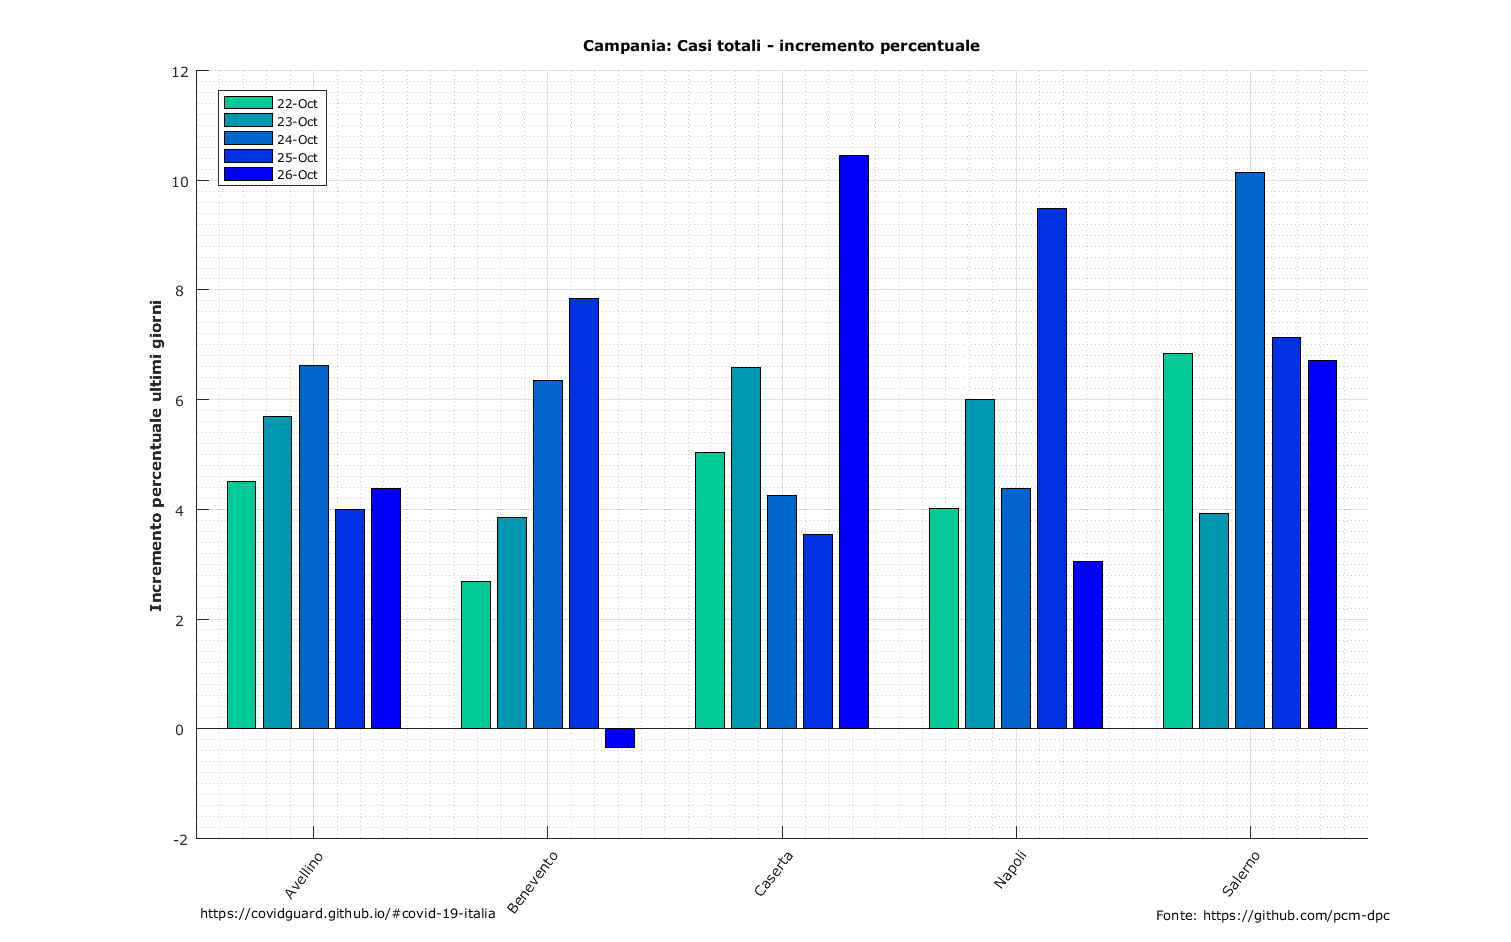 Campania: Casi totali - incremento percentuale
12
10
8
6
4
2
0
-2
Incremento percentuale ultimi giorni
22-Oct
23-Oct
24-Oct
25-Oct
26-Oct
Avellino
Benevento
Caserta
Napoli
Salerno
https://covidguard.github.io/#covid-19-italia
Fonte: https://github.com/pcm-dpc